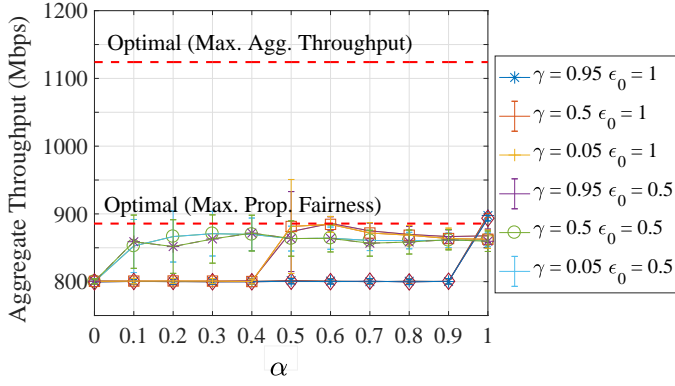 Aggregate Throughput (Mbps)
1200
1100
1000
900
800
Optimal (Max. Agg. Throughput)
Optimal (Max. Prop. Fairness)
0 0.1 0.2 0.3 0.4 0.5 0.6 0.7 0.8 0.9 1
α
γ = 0.95 ϵ0 = 1
γ = 0.5 ϵ0 = 1
γ = 0.05 ϵ0 = 1
γ = 0.95 ϵ0 = 0.5
γ = 0.5 ϵ0 = 0.5
γ = 0.05 ϵ0 = 0.5